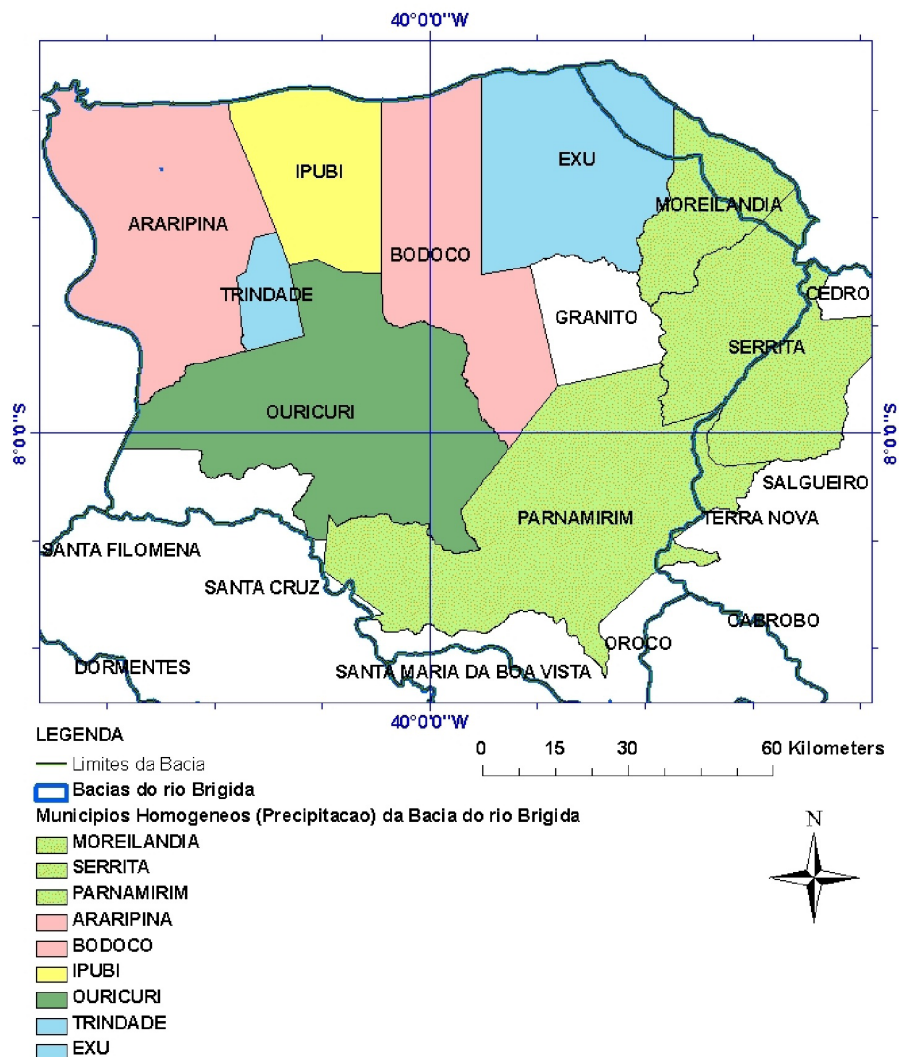 40°0'0"W
IPUBI
EXU
ARARIPINA
MOREILANDIA
BODOCO
TRINDADE
CEDRO
GRANITO
SERRITA
OURICURI
8°0'0"S
8°0'0"S
SALGUEIRO
PARNAMIRIM
TERRA NOVA
SANTA FILOMENA
SANTA CRUZ
CABROBO
OROCO
DORMENTES
SANTA MARIA DA BOA VISTA
40°0'0"W
LEGENDA
Limites da Bacia
Bacias do rio Brigida
Municipios Homogeneos (Precipitacao) da Bacia do rio Brigida
MOREILANDIA
SERRITA
PARNAMIRIM
ARARIPINA
BODOCO
IPUBI
OURICURI
TRINDADE
EXU
0 15 30 60 Kilometers
N